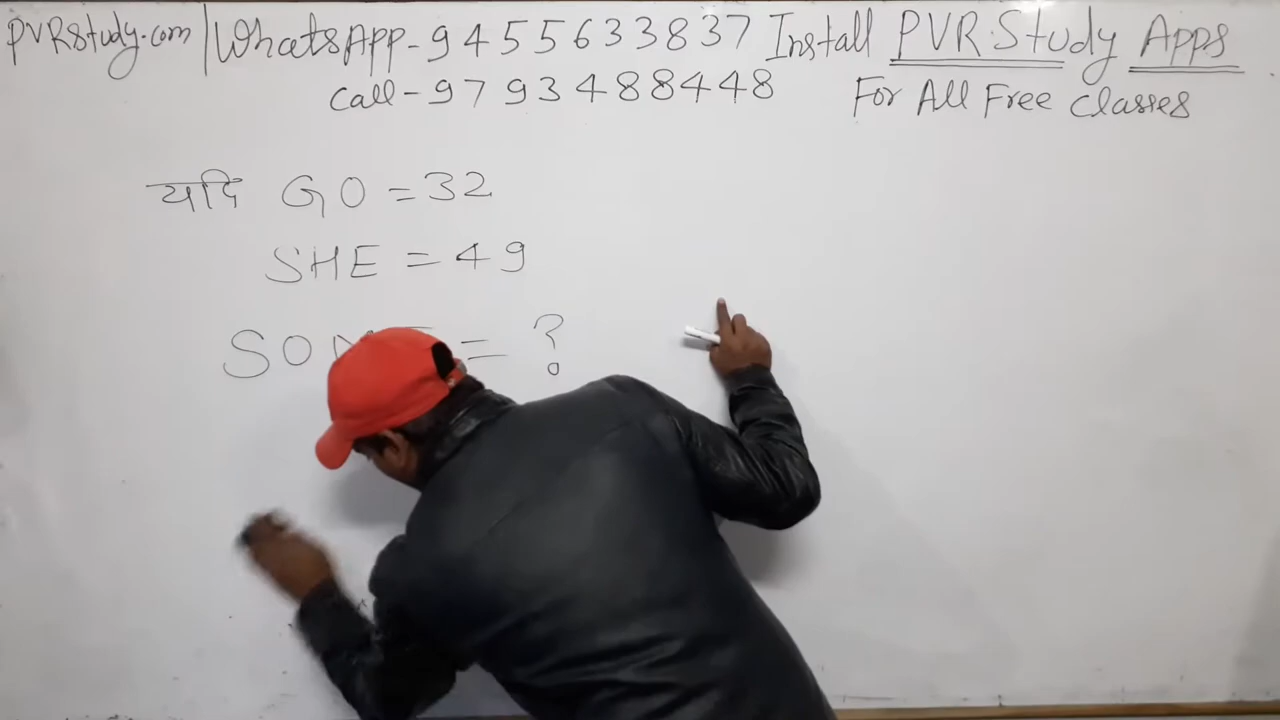 PVRStudy.com | WhatsApp-9455633837 Install PVR Study Apps
Call-9793488448 For All Free Classes
यदि GO = 32
SHE = 49
= ?